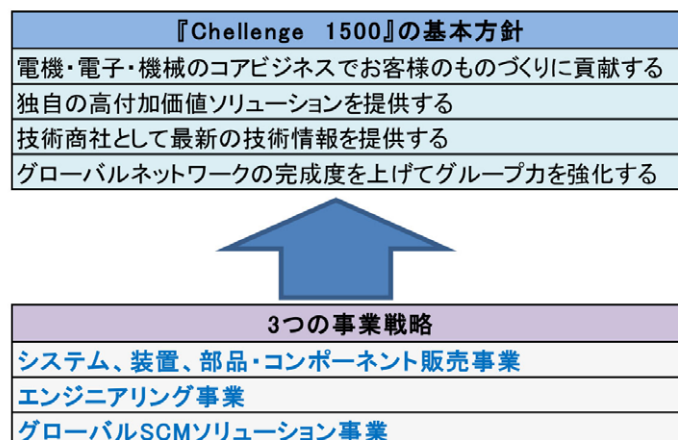 『Chellenge　1500』の基本方針
電機・電子・機械のコアビジネスでお客様のものづくりに貢献する
独自の高付加価値ソリューションを提供する
技術商社として最新の技術情報を提供する
グローバルネットワークの完成度を上げてグループ力を強化する
3つの事業戦略
システム、装置、部品・コンポーネント販売事業
エンジニアリング事業
グローバルSCMソリューション事業